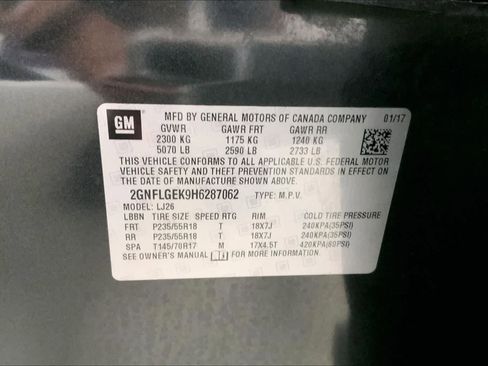 GM
MFD BY GENERAL MOTORS OF CANADA COMPANY 01/17
GVWR GAWR FRT GAWR RR
2300 KG 1175 KG 1240 KG
5070 LB 2590 LB 2733 LB
THIS VEHICLE CONFORMS TO ALL APPLICABLE U.S. FEDERAL MOTOR
VEHICLE SAFETY AND THEFT PREVENTION STANDARDS IN EFFECT ON
THE DATE OF MANUFACTURE SHOWN ABOVE.
2GNFLGEK9H6287062 TYPE: M.P.V.
MODEL: LJ26
LBBN TIRE SIZE SPEED RTG RIM COLD TIRE PRESSURE
FRT P235/55R18 T 18X7J 240KPA(35PSI)
RR P235/55R18 T 18X7J 240KPA(35PSI)
SPA T145/70R17 M 17X4.5T 420KPA(60PSI)
SEE OWNER'S MANUAL FOR MORE INFORMATION